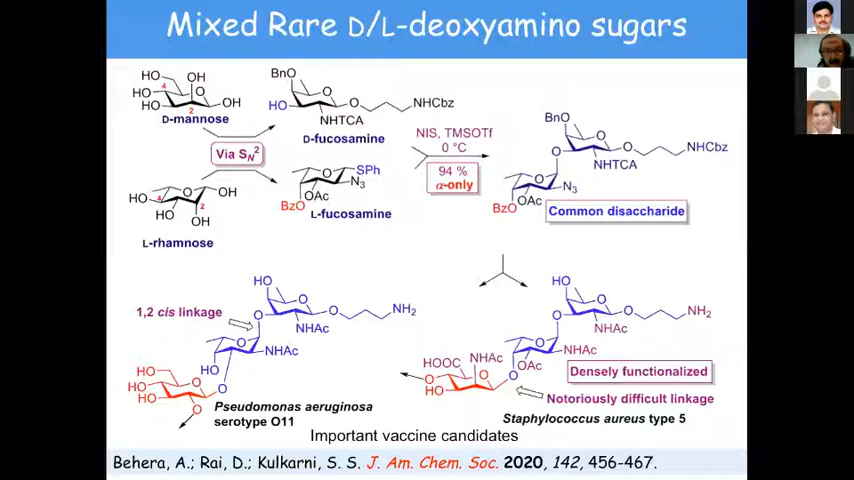 Mixed Rare D/L-deoxyamino sugars
HO
OH
4
HO
HO
O
2
OH
D-mannose
BnO
HO
O
O
NHCbz
NHTCA
D-fucosamine
Via SN2
NIS, TMSOTf
0 °C
94 %
α-only
O
SPh
N3
OAc
BzO
L-fucosamine
O
OH
HO
4
HO
2
OH
L-rhamnose
BnO
O
O
O
NHCbz
NHTCA
O
N3
OAc
BzO
Common disaccharide
HO
O
O
O
NH2
NHAc
1,2 cis linkage
O
NHAc
HO
O
HO
HO
HO
O
O
Pseudomonas aeruginosa
serotype O11
HO
O
O
O
NH2
NHAc
O
NHAc
OAc
O
HOOC
NHAc
O
O
HO
Densely functionalized
Notoriously difficult linkage
Staphylococcus aureus type 5
Important vaccine candidates
Behera, A.; Rai, D.; Kulkarni, S. S. J. Am. Chem. Soc. 2020, 142, 456-467.